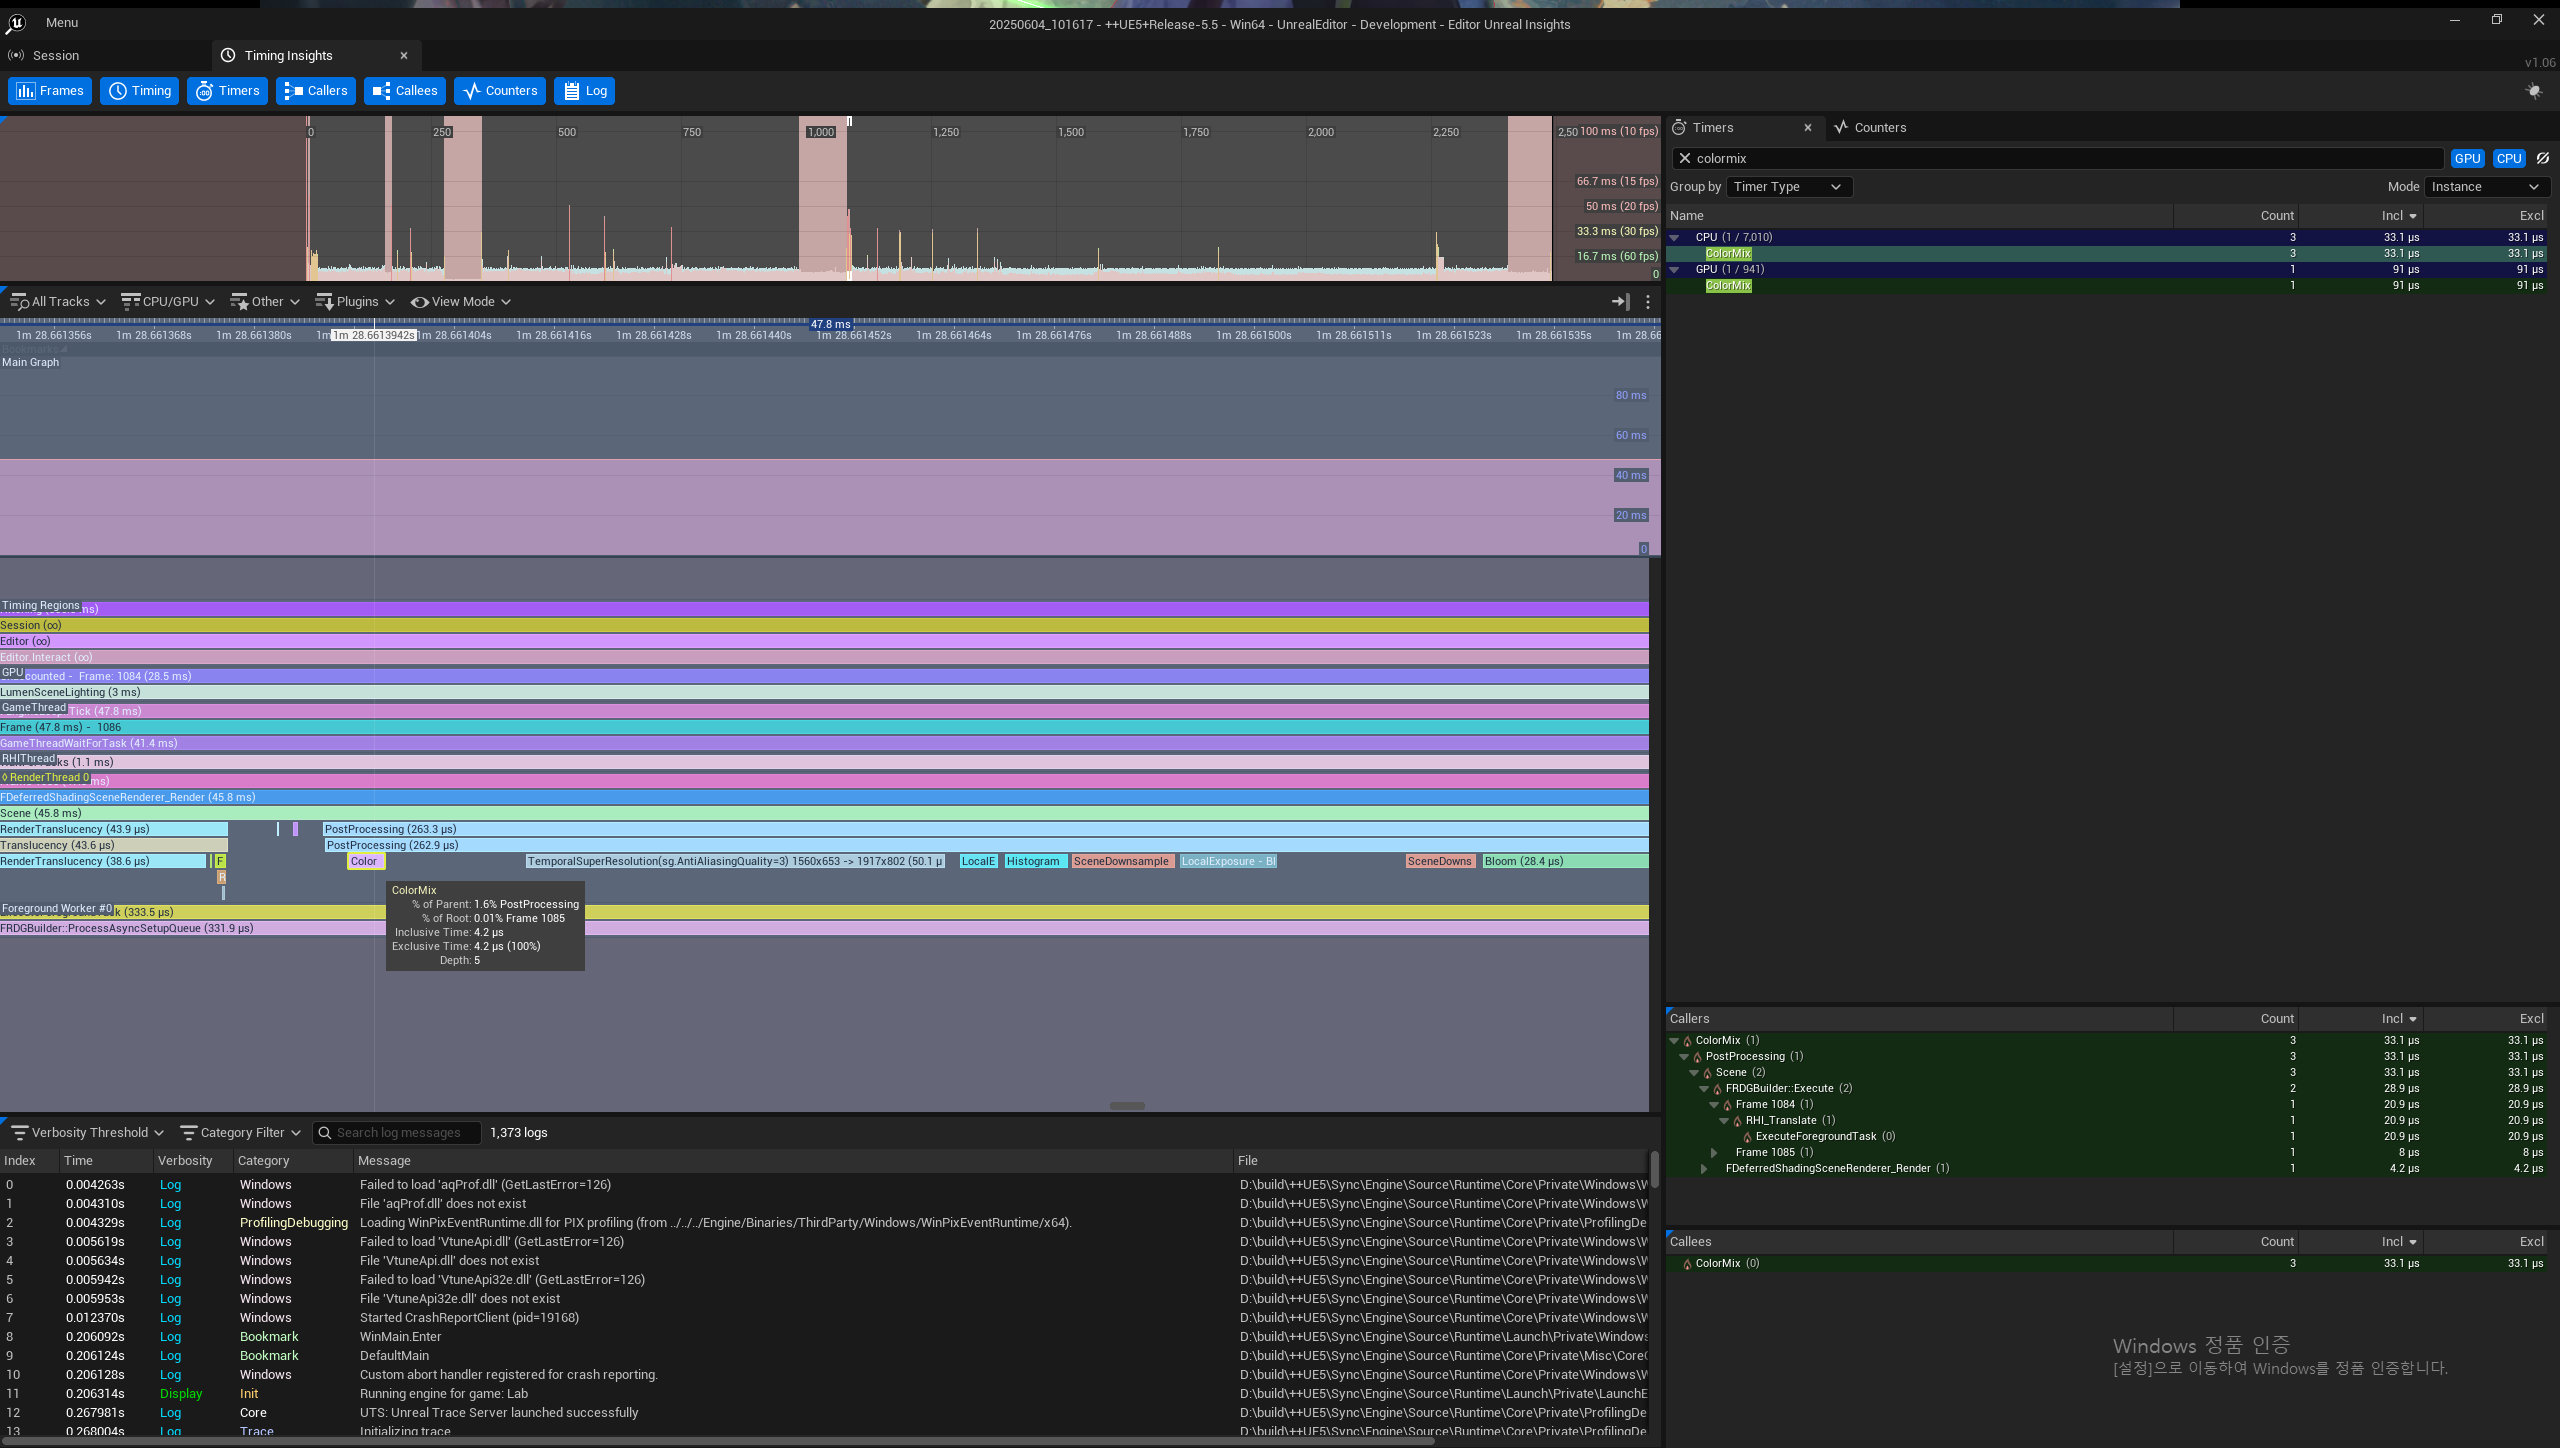 Menu
20250604_101617 - ++UE5+Release-5.5 - Win64 - UnrealEditor - Development - Editor Unreal Insights
Session
Timing Insights
v1.06
Frames
Timing
Timers
Callers
Callees
Counters
Log
0 250 500 750 1,000 1,250 1,500 1,750 2,000 2,250 2,50
100 ms (10 fps)
66.7 ms (15 fps)
50 ms (20 fps)
33.3 ms (30 fps)
16.7 ms (60 fps)
0
All Tracks
CPU/GPU
Other
Plugins
View Mode
47.8 ms
1m 28.661356s 1m 28.661368s 1m 28.661380s 1m 1m 28.6613942s 1m 28.661404s 1m 28.661416s 1m 28.661428s 1m 28.661440s 1m 28.661452s 1m 28.661464s 1m 28.661476s 1m 28.661488s 1m 28.661500s 1m 28.661511s 1m 28.661523s 1m 28.661535s 1m 28.66
Bookmarks
Main Graph
80 ms
60 ms
40 ms
20 ms
0
Timing Regions ms)
Session (∞)
Editor (∞)
Editor.Interact (∞)
GPU counted - Frame: 1084 (28.5 ms)
LumenSceneLighting (3 ms)
GameThread Tick (47.8 ms)
Frame (47.8 ms) - 1086
GameThreadWaitForTask (41.4 ms)
RHIThread ks (1.1 ms)
RenderThread 0 ms)
FDeferredShadingSceneRenderer_Render (45.8 ms)
Scene (45.8 ms)
RenderTranslucency (43.9 µs) PostProcessing (263.3 µs)
Translucency (43.6 µs) PostProcessing (262.9 µs)
RenderTranslucency (38.6 µs) F Color TemporalSuperResolution(sg.AntiAliasingQuality=3) 1560x653 -> 1917x802 (50.1 µ LocalE Histogram SceneDownsample LocalExposure - Bl SceneDowns Bloom (28.4 µs)
R
Foreground Worker #0 k (333.5 µs)
FRDGBuilder::ProcessAsyncSetupQueue (331.9 µs)
ColorMix
% of Parent: 1.6% PostProcessing
% of Root: 0.01% Frame 1085
Inclusive Time: 4.2 µs
Exclusive Time: 4.2 µs (100%)
Depth: 5
Verbosity Threshold
Category Filter
Search log messages
1,373 logs
Index Time Verbosity Category Message File
0 0.004263s Log Windows Failed to load 'aqProf.dll' (GetLastError=126) D:\build\++UE5\Sync\Engine\Source\Runtime\Core\Private\Windows\W
1 0.004310s Log Windows File 'aqProf.dll' does not exist D:\build\++UE5\Sync\Engine\Source\Runtime\Core\Private\Windows\W
2 0.004329s Log ProfilingDebugging Loading WinPixEventRuntime.dll for PIX profiling (from ../../../Engine/Binaries/ThirdParty/Windows/WinPixEventRuntime/x64). D:\build\++UE5\Sync\Engine\Source\Runtime\Core\Private\ProfilingDe
3 0.005619s Log Windows Failed to load 'VtuneApi.dll' (GetLastError=126) D:\build\++UE5\Sync\Engine\Source\Runtime\Core\Private\Windows\W
4 0.005634s Log Windows File 'VtuneApi.dll' does not exist D:\build\++UE5\Sync\Engine\Source\Runtime\Core\Private\Windows\W
5 0.005942s Log Windows Failed to load 'VtuneApi32e.dll' (GetLastError=126) D:\build\++UE5\Sync\Engine\Source\Runtime\Core\Private\Windows\W
6 0.005953s Log Windows File 'VtuneApi32e.dll' does not exist D:\build\++UE5\Sync\Engine\Source\Runtime\Core\Private\Windows\W
7 0.012370s Log Windows Started CrashReportClient (pid=19168) D:\build\++UE5\Sync\Engine\Source\Runtime\Core\Private\Windows\W
8 0.206092s Log Bookmark WinMain.Enter D:\build\++UE5\Sync\Engine\Source\Runtime\Launch\Private\Windows
9 0.206124s Log Bookmark DefaultMain D:\build\++UE5\Sync\Engine\Source\Runtime\Core\Private\Misc\CoreD
10 0.206128s Log Windows Custom abort handler registered for crash reporting. D:\build\++UE5\Sync\Engine\Source\Runtime\Core\Private\Windows\W
11 0.206314s Display Init Running engine for game: Lab D:\build\++UE5\Sync\Engine\Source\Runtime\Launch\Private\LaunchE
12 0.267981s Log Core UTS: Unreal Trace Server launched successfully D:\build\++UE5\Sync\Engine\Source\Runtime\Core\Private\ProfilingDe
13 0.268004s Log Trace Initializing trace D:\build\++UE5\Sync\Engine\Source\Runtime\Core\Private\ProfilingDe
Timers
Counters
colormix
GPU CPU
Group by Timer Type
Mode Instance
Name Count Incl Excl
CPU (1 / 7,010) 3 33.1 µs 33.1 µs
ColorMix 3 33.1 µs 33.1 µs
GPU (1 / 941) 1 91 µs 91 µs
ColorMix 1 91 µs 91 µs
Callers Count Incl Excl
ColorMix (1) 3 33.1 µs 33.1 µs
PostProcessing (1) 3 33.1 µs 33.1 µs
Scene (2) 3 33.1 µs 33.1 µs
FRDGBuilder::Execute (2) 2 28.9 µs 28.9 µs
Frame 1084 (1) 1 20.9 µs 20.9 µs
RHI_Translate (1) 1 20.9 µs 20.9 µs
ExecuteForegroundTask (0) 1 20.9 µs 20.9 µs
Frame 1085 (1) 1 8 µs 8 µs
FDeferredShadingSceneRenderer_Render (1) 1 4.2 µs 4.2 µs
Callees Count Incl Excl
ColorMix (0) 3 33.1 µs 33.1 µs
Windows 정품 인증
[설정]으로 이동하여 Windows를 정품 인증합니다.